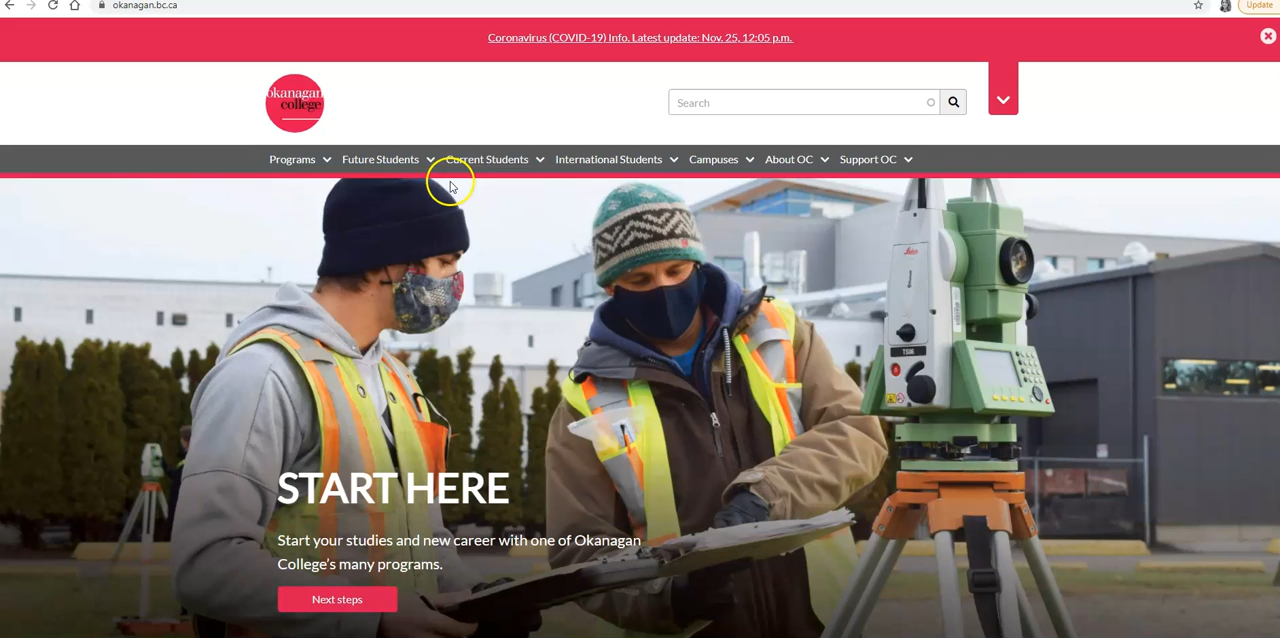 okanagan.bc.ca
Update
Coronavirus (COVID-19) Info. Latest update: Nov. 25, 12:05 p.m.
okanagan
college
Search
Programs Future Students Current Students International Students Campuses About OC Support OC
Leica
TS06
START HERE
Start your studies and new career with one of Okanagan
College's many programs.
Next steps